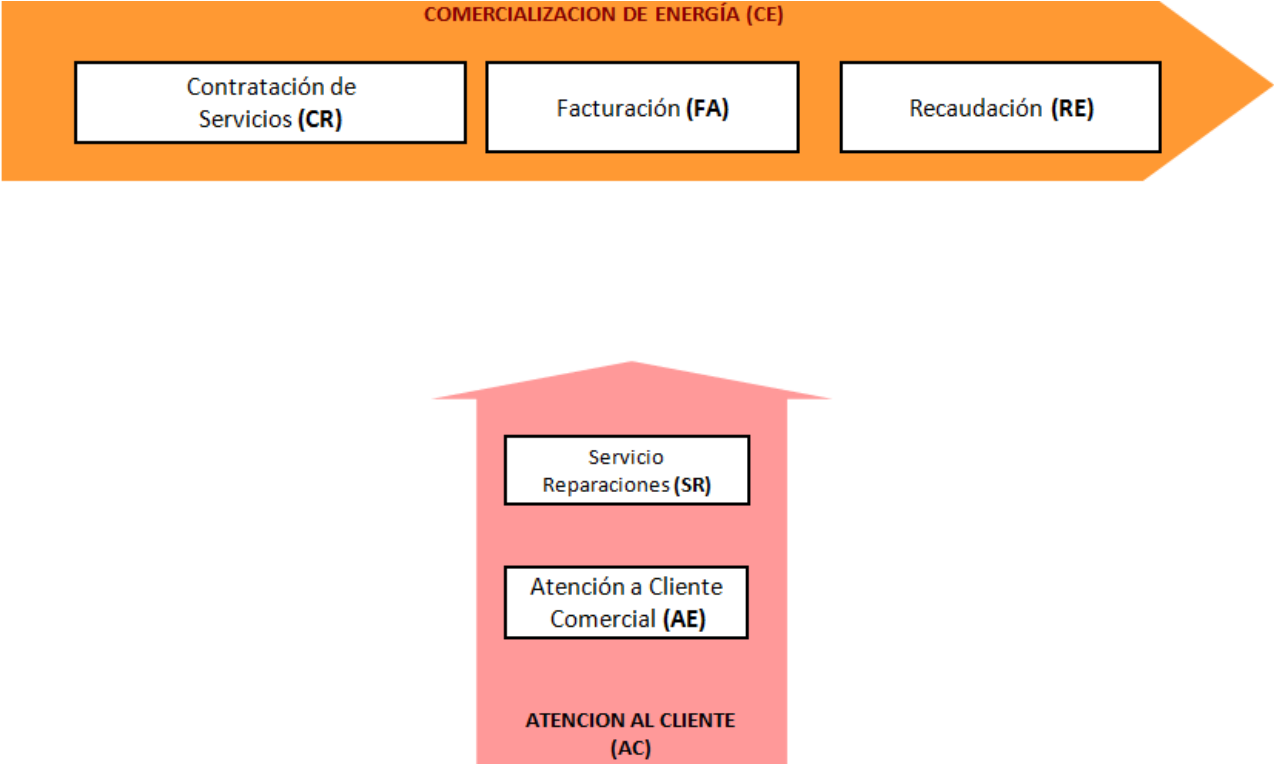 COMERCIALIZACION DE ENERGÍA (CE)
Contratación de
Servicios (CR)
Facturación (FA)
Recaudación (RE)
Servicio
Reparaciones (SR)
Atención a Cliente
Comercial (AE)
ATENCION AL CLIENTE
(AC)